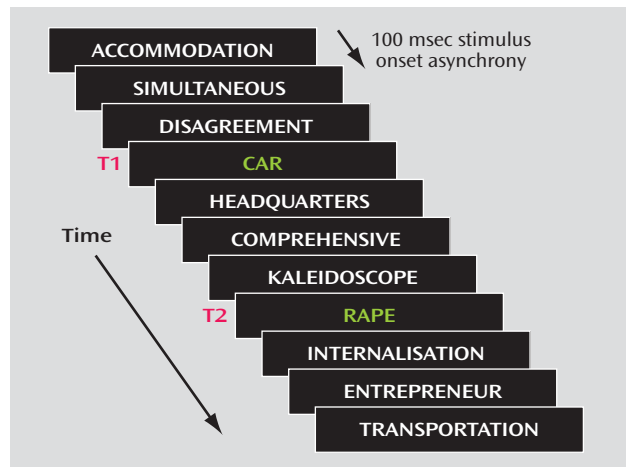 ACCOMMODATION
100 msec stimulus
onset asynchrony
SIMULTANEOUS
DISAGREEMENT
T1 CAR
HEADQUARTERS
Time
COMPREHENSIVE
KALEIDOSCOPE
T2 RAPE
INTERNALISATION
ENTREPRENEUR
TRANSPORTATION